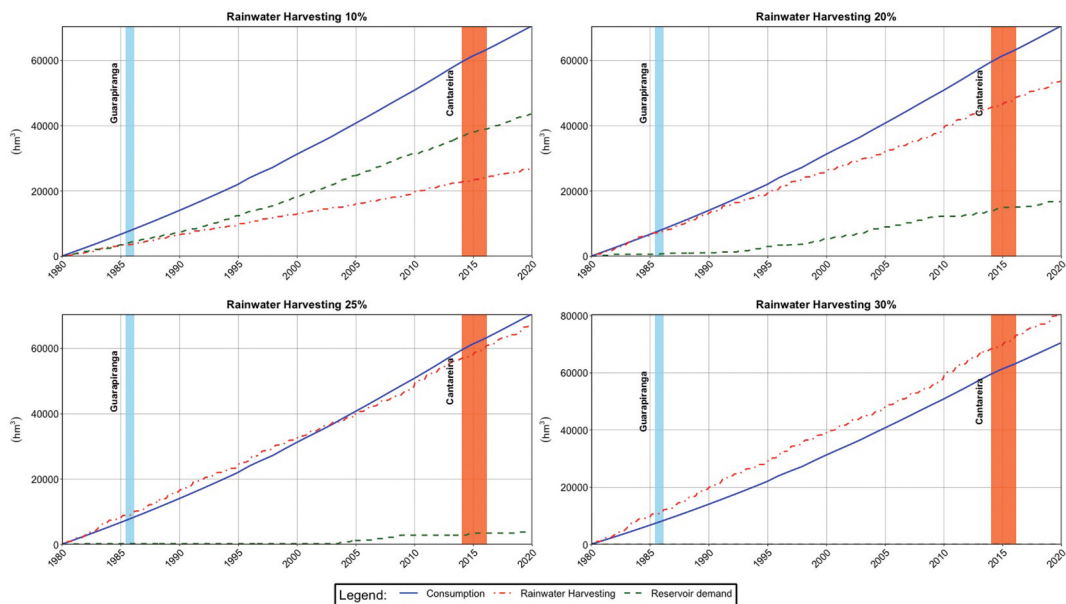 Rainwater Harvesting 10%
60000
40000
20000
0
(hm³)
Guarapiranga
Cantareira
1980 1985 1990 1995 2000 2005 2010 2015 2020
Rainwater Harvesting 20%
60000
40000
20000
0
(hm³)
Guarapiranga
Cantareira
1980 1985 1990 1995 2000 2005 2010 2015 2020
Rainwater Harvesting 25%
60000
40000
20000
0
(hm³)
Guarapiranga
Cantareira
1980 1985 1990 1995 2000 2005 2010 2015 2020
Rainwater Harvesting 30%
80000
60000
40000
20000
0
(hm³)
Guarapiranga
Cantareira
1980 1985 1990 1995 2000 2005 2010 2015 2020
Legend: Consumption Rainwater Harvesting Reservoir demand